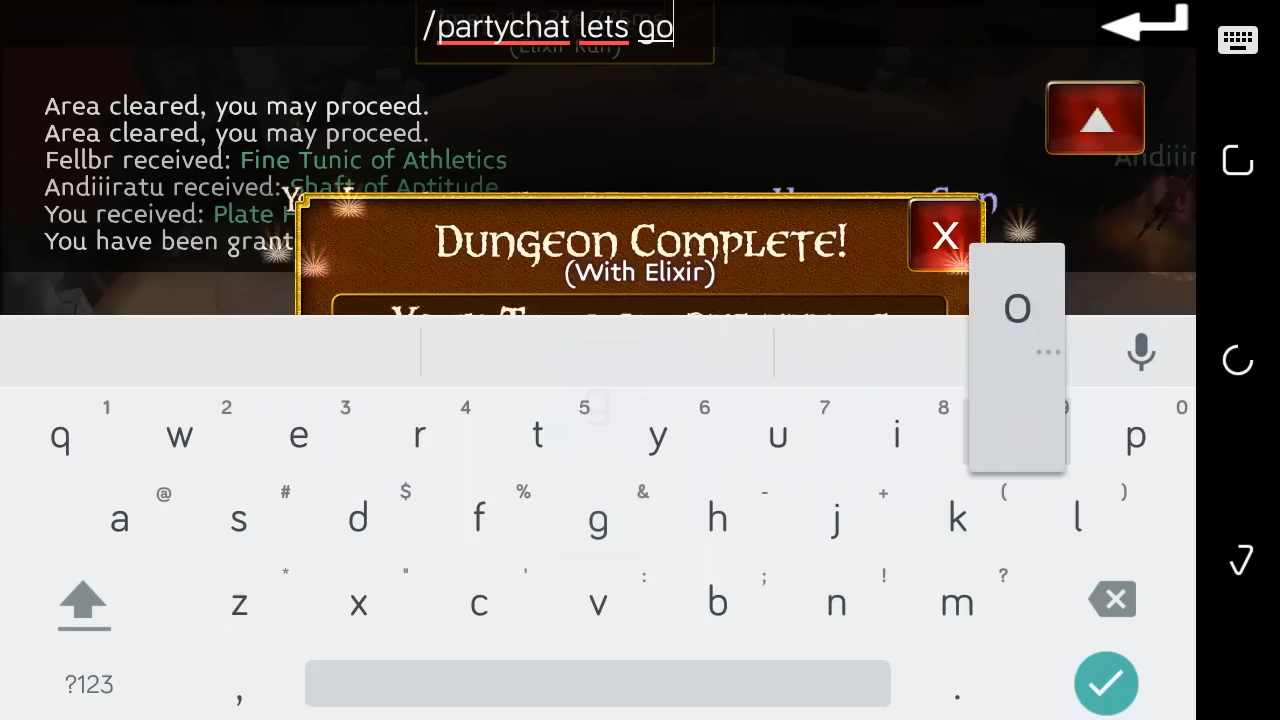 /partychat lets go
(Elixir Run)
Area cleared, you may proceed.
Area cleared, you may proceed.
Fellbr received: Fine Tunic of Athletics
Andiiiratu received: Shaft of Aptitude
You received: Plate
You have been grant
Dungeon Complete!
X
(With Elixir)
o
1 2 3 4 5 6 7 8 9 0
q w e r t y u i p
@ # $ % & - + ( )
a s d f g h j k l
* " ' : ; ! ?
z x c v b n m
?123 , .